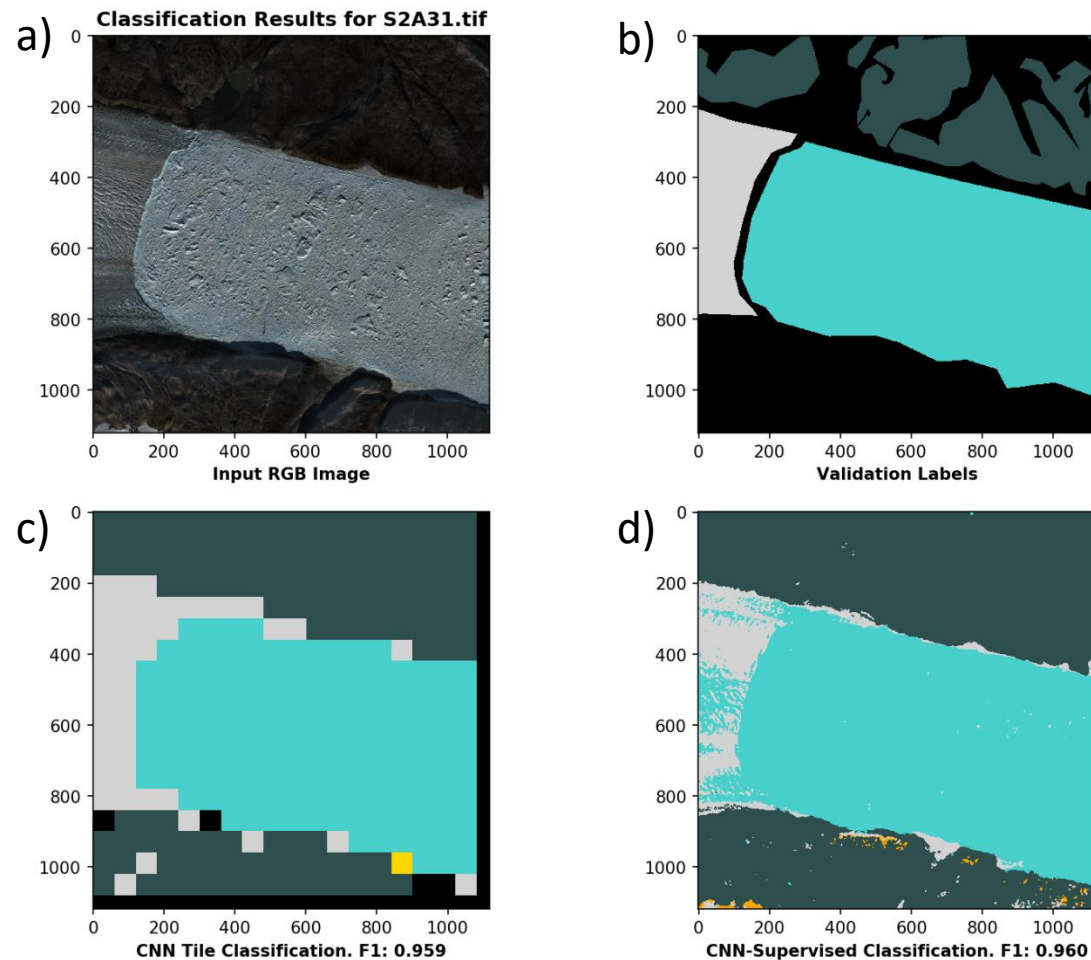 a)
Classification Results for S2A31.tif
0
200
400
600
800
1000
0 200 400 600 800 1000
Input RGB Image
b)
0
200
400
600
800
1000
0 200 400 600 800 1000
Validation Labels
c)
0
200
400
600
800
1000
0 200 400 600 800 1000
CNN Tile Classification. F1: 0.959
d)
0
200
400
600
800
1000
0 200 400 600 800 1000
CNN-Supervised Classification. F1: 0.960